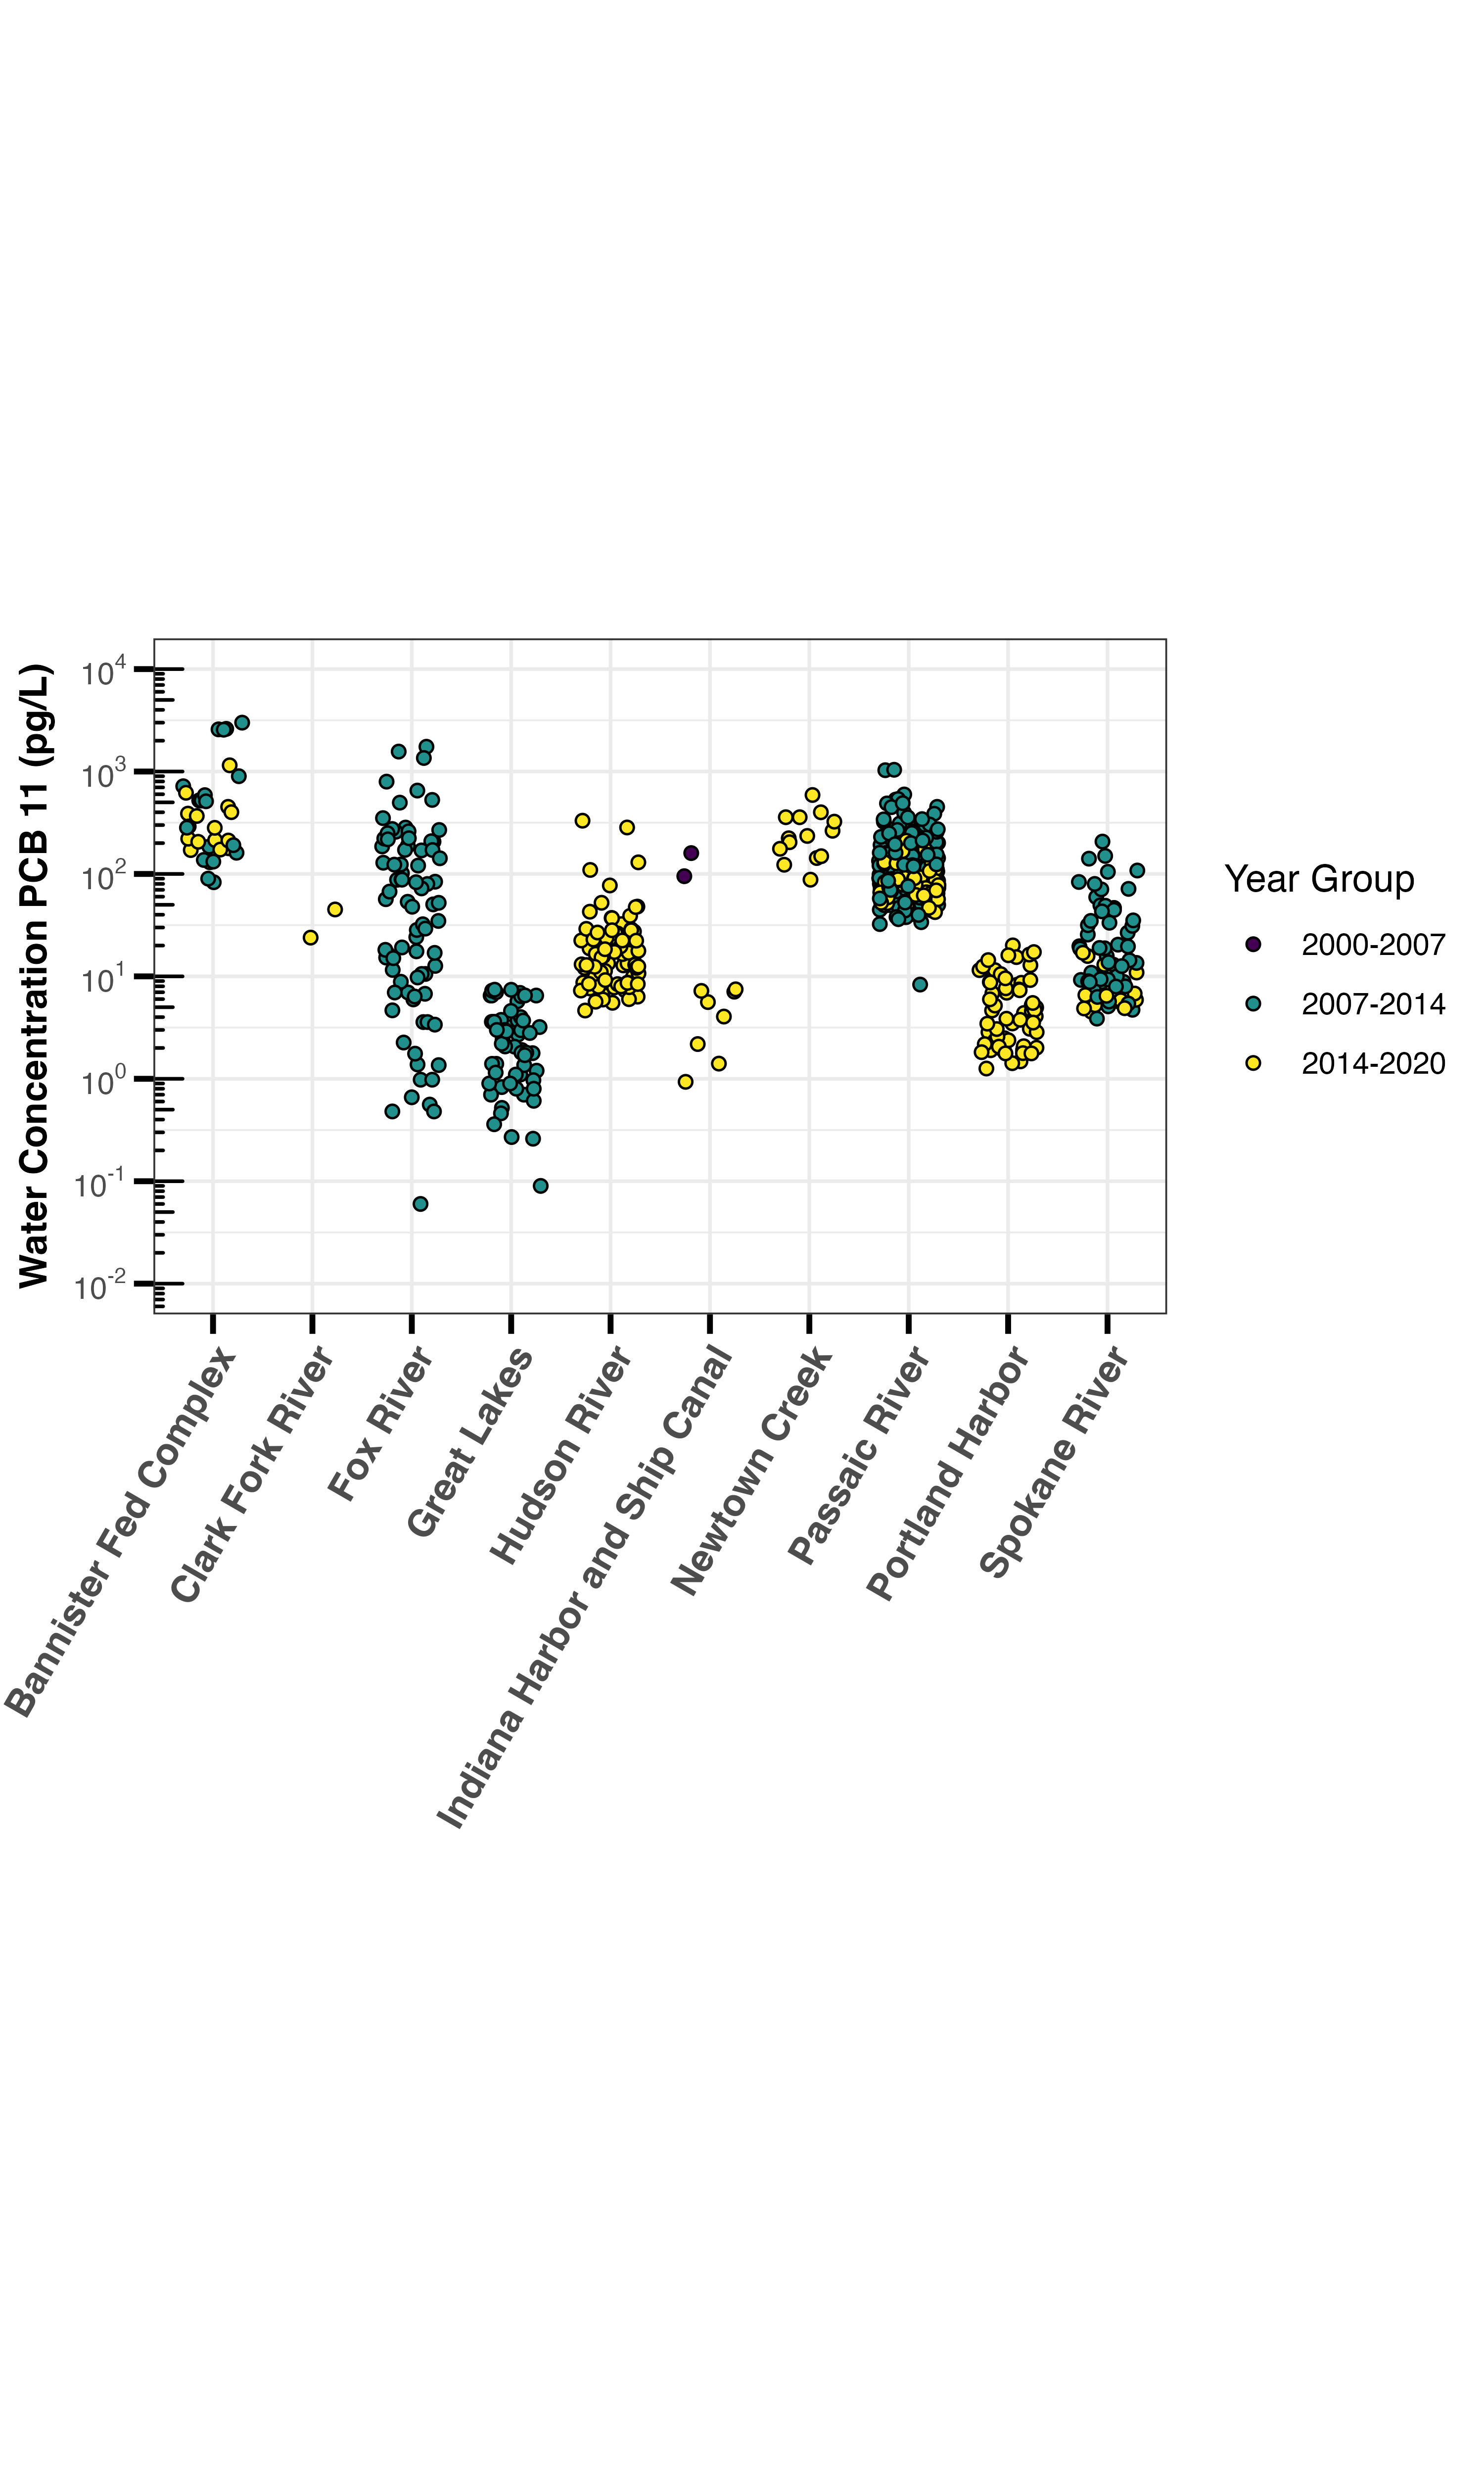 Water Concentration PCB 11 (pg/L)
10^4
10^3
10^2
10^1
10^0
10^-1
10^-2
Bannister Fed Complex
Clark Fork River
Fox River
Great Lakes
Hudson River
Indiana Harbor and Ship Canal
Newtown Creek
Passaic River
Portland Harbor
Spokane River
Year Group
2000-2007
2007-2014
2014-2020